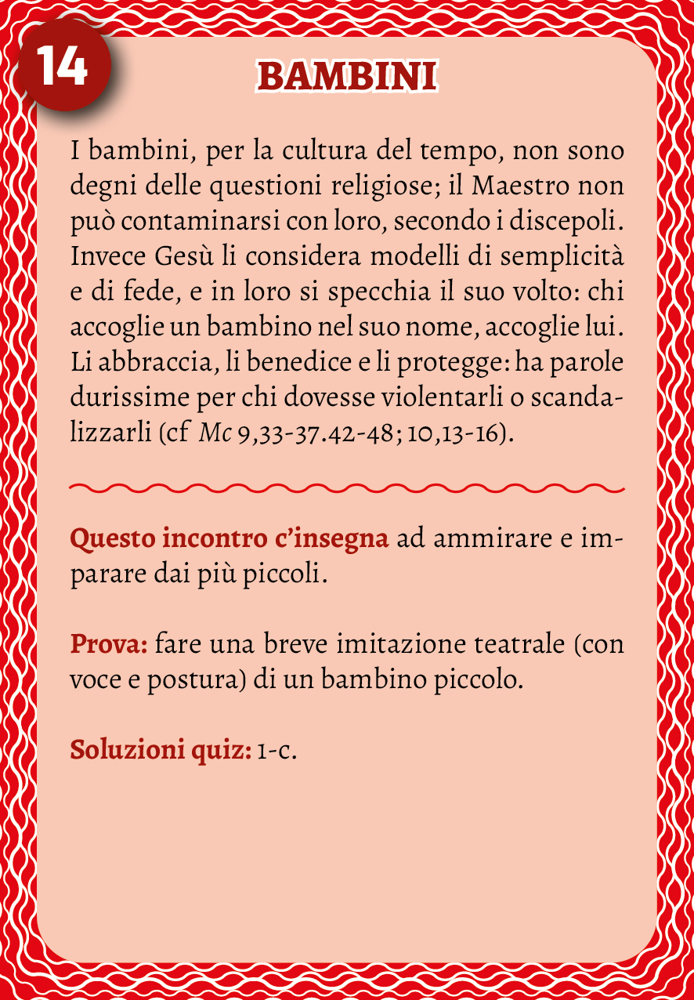 14
BAMBINI
I bambini, per la cultura del tempo, non sono
degni delle questioni religiose; il Maestro non
può contaminarsi con loro, secondo i discepoli.
Invece Gesù li considera modelli di semplicità
e di fede, e in loro si specchia il suo volto: chi
accoglie un bambino nel suo nome, accoglie lui.
Li abbraccia, li benedice e li protegge: ha parole
durissime per chi dovesse violentarli o scanda-
lizzarli (cf Mc 9,33-37.42-48; 10,13-16).
Questo incontro c’insegna ad ammirare e im-
parare dai più piccoli.
Prova: fare una breve imitazione teatrale (con
voce e postura) di un bambino piccolo.
Soluzioni quiz: 1-c.